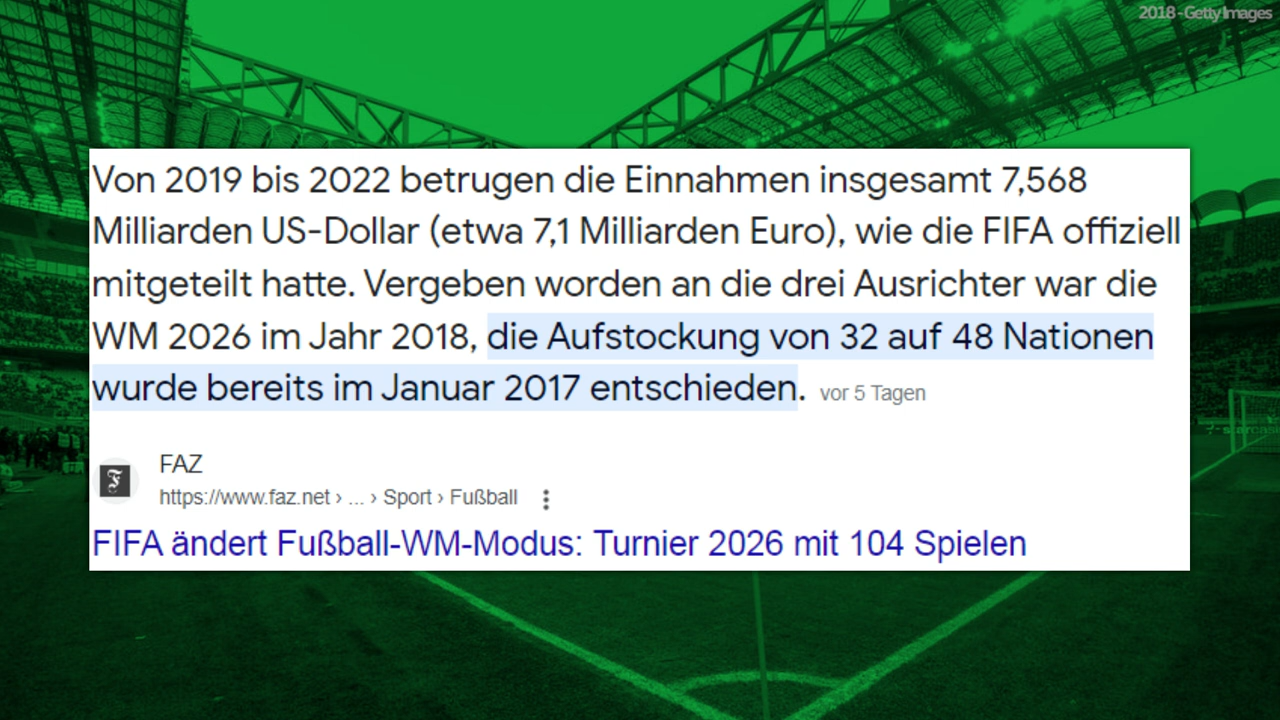 2018 - Getty Images
Von 2019 bis 2022 betrugen die Einnahmen insgesamt 7,568
Milliarden US-Dollar (etwa 7,1 Milliarden Euro), wie die FIFA offiziell
mitgeteilt hatte. Vergeben worden an die drei Ausrichter war die
WM 2026 im Jahr 2018, die Aufstockung von 32 auf 48 Nationen
wurde bereits im Januar 2017 entschieden. vor 5 Tagen
FAZ
https://www.faz.net › ... › Sport › Fußball
FIFA ändert Fußball-WM-Modus: Turnier 2026 mit 104 Spielen